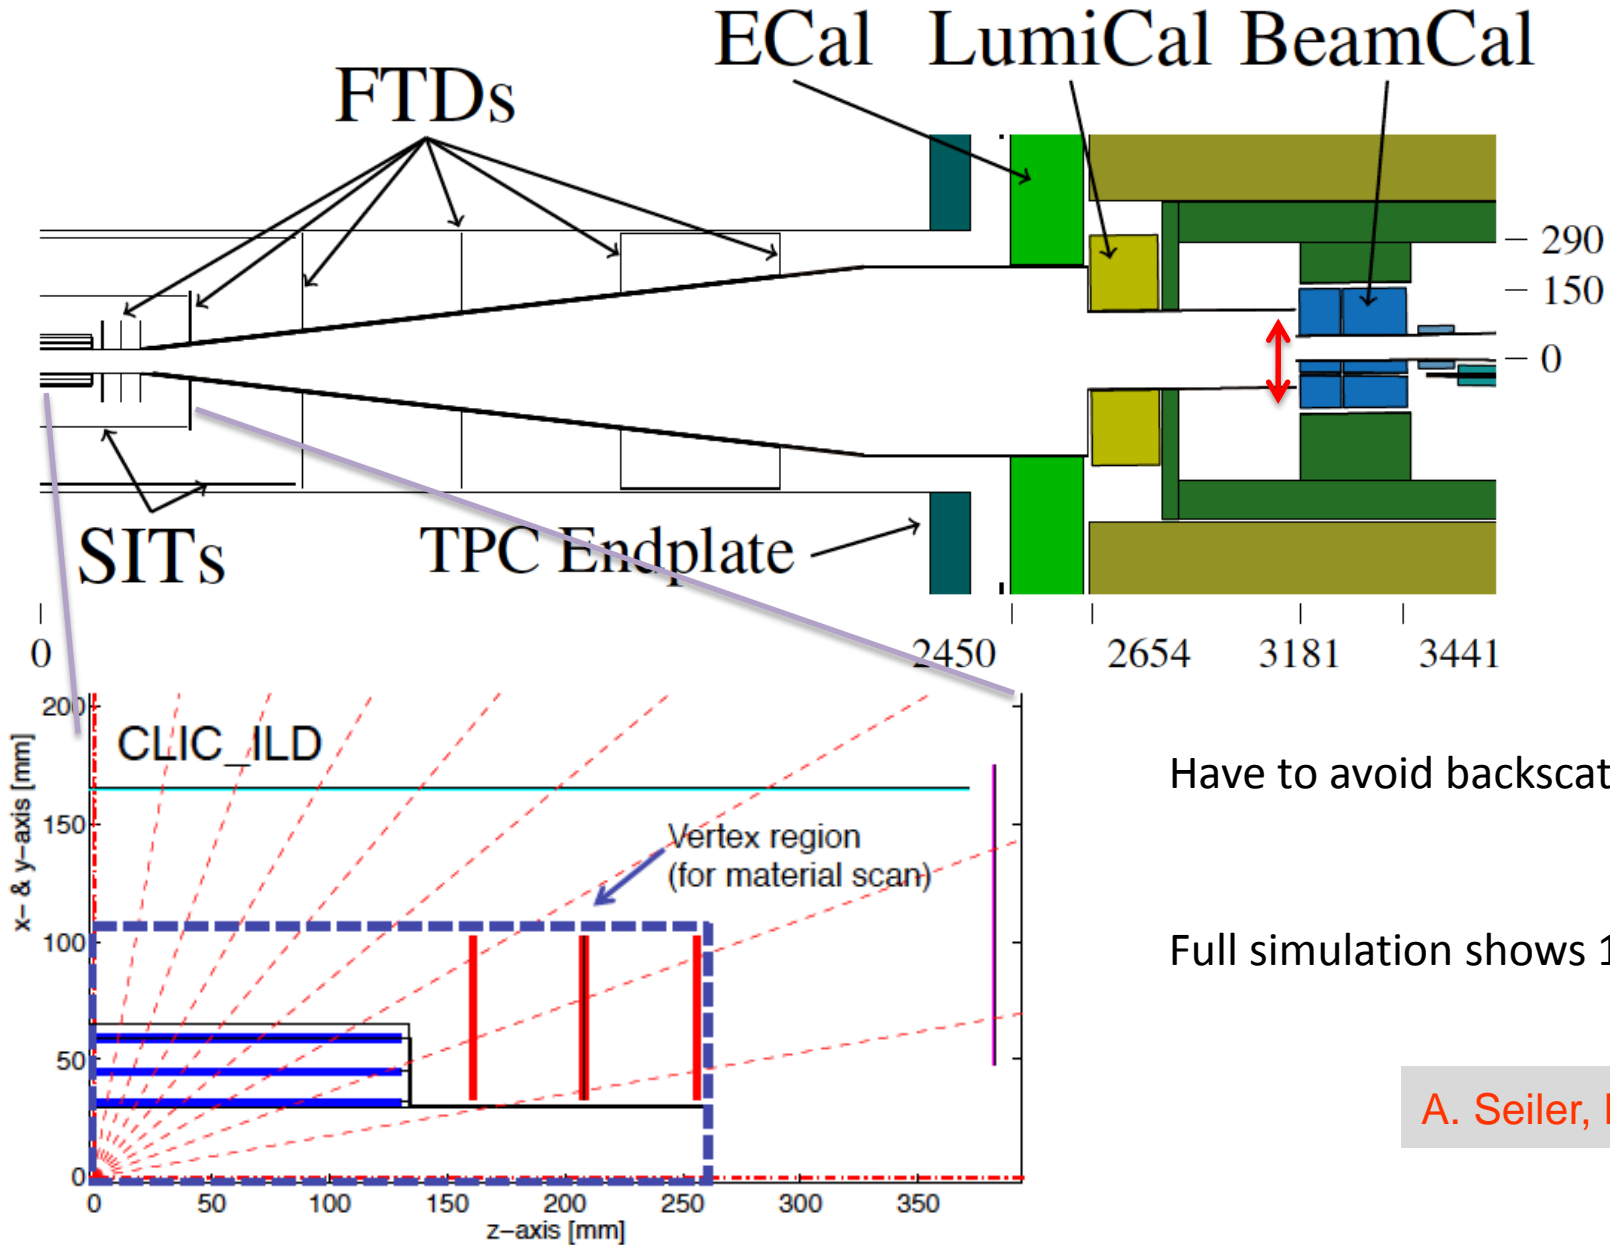 ECal LumiCal BeamCal
FTDs
290
150
0
SITs
TPC Endplate
0
2450
2654
3181
3441
200
150
100
50
0
x- & y-axis [mm]
CLIC_ILD
Vertex region
(for material scan)
0 50 100 150 200 250 300 350
z-axis [mm]
Have to avoid backscat
Full simulation shows 1
A. Seiler,